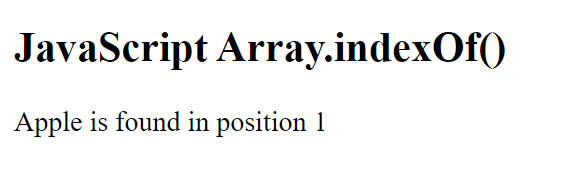 JavaScript Array.indexOf()
Apple is found in position 1